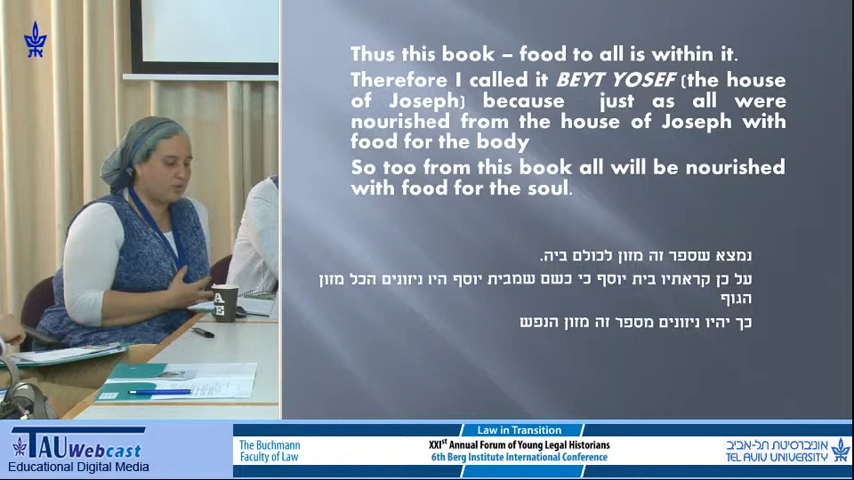 Thus this book – food to all is within it.
Therefore I called it BEYT YOSEF (the house
of Joseph) because just as all were
nourished from the house of Joseph with
food for the body
So too from this book all will be nourished
with food for the soul.
נמצא שספר זה מזון לכולם ביה.
על כן קראתיו בית יוסף כי כשם שמבית יוסף היו ניזונים הכל מזון
הגוף
כך יהיו ניזונים מספר זה מזון הנפש
TAU Webcast
Educational Digital Media
The Buchmann
Faculty of Law
Law in Transition
XXIst Annual Forum of Young Legal Historians
6th Berg Institute International Conference
אוניברסיטת תל-אביב
TEL AVIV UNIVERSITY